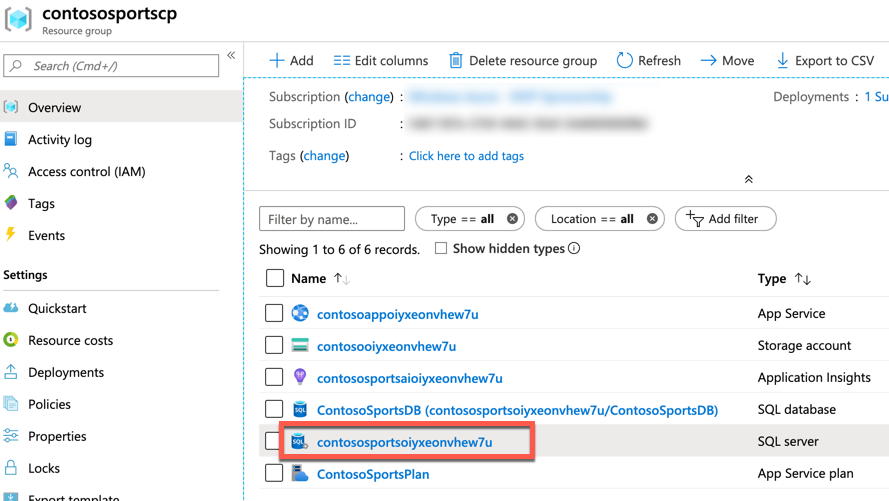 contososportscp
Resource group
Search (Cmd+/)
«
Overview
Activity log
Access control (IAM)
Tags
Events
Settings
Quickstart
Resource costs
Deployments
Policies
Properties
Locks
Export template
Add
Edit columns
Delete resource group
Refresh
Move
Export to CSV
Subscription (change) :
Deployments : 1 Su
Subscription ID :
Tags (change) : Click here to add tags
Filter by name...
Type == all
Location == all
Add filter
Showing 1 to 6 of 6 records.
Show hidden types
Name ↑↓ Type ↑↓
contosoappoiyxeonvhew7u App Service
contosooiyxeonvhew7u Storage account
contososportsaioiyxeonvhew7u Application Insights
ContosoSportsDB (contososportsoiyxeonvhew7u/ContosoSportsDB) SQL database
contososportsoiyxeonvhew7u SQL server
ContosoSportsPlan App Service plan